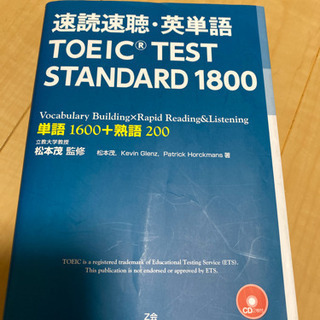 速読速聴・英単語
TOEIC® TEST
STANDARD 1800
Vocabulary Building×Rapid Reading&Listening
単語 1600＋熟語 200
立教大学教授
松本茂 監修 松本茂, Kevin Glenz, Patrick Horckmans 著
TOEIC is a registered trademark of Educational Testing Service (ETS).
This publication is not endorsed or approved by ETS.
CD
Z会